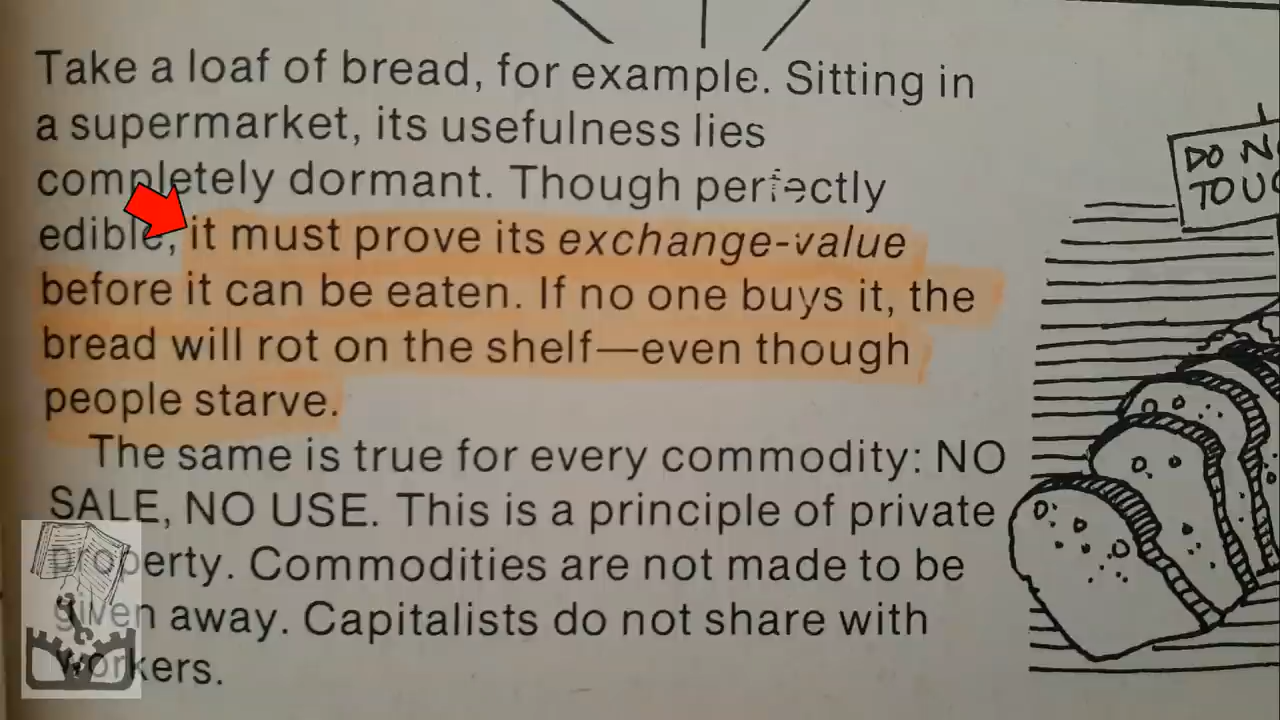 Take a loaf of bread, for example. Sitting in
a supermarket, its usefulness lies
completely dormant. Though perfectly
edible, it must prove its exchange-value
before it can be eaten. If no one buys it, the
bread will rot on the shelf—even though
people starve.
The same is true for every commodity: NO
SALE, NO USE. This is a principle of private
property. Commodities are not made to be
given away. Capitalists do not share with
workers.
DO N
TOUC